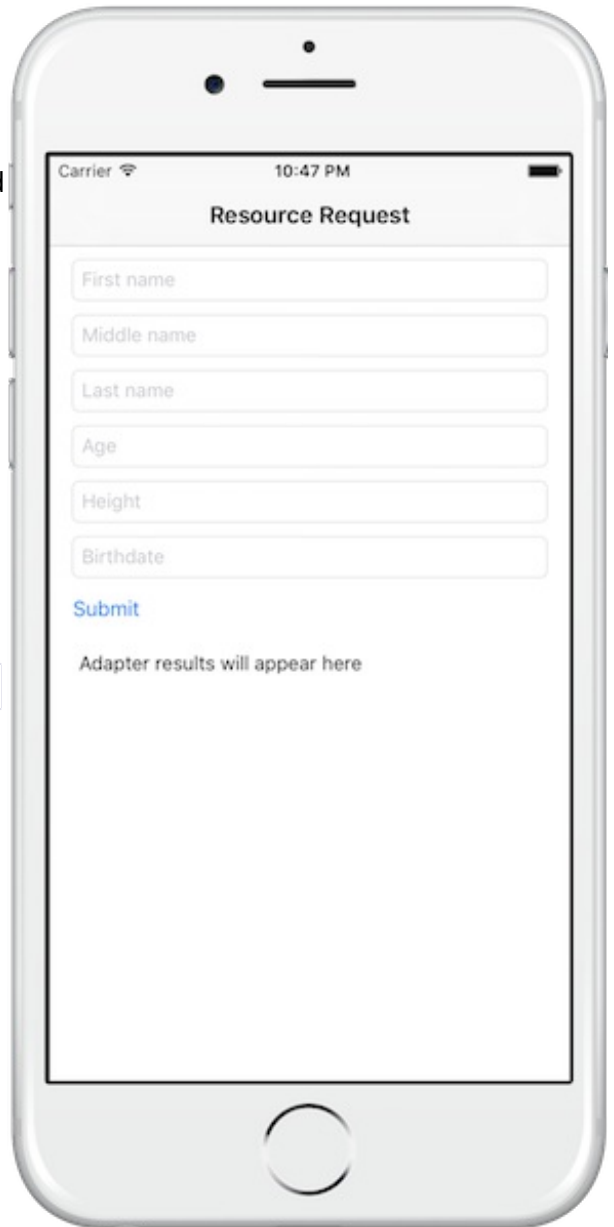 Carrier 10:47 PM
Resource Request
First name
Middle name
Last name
Age
Height
Birthdate
Submit
Adapter results will appear here